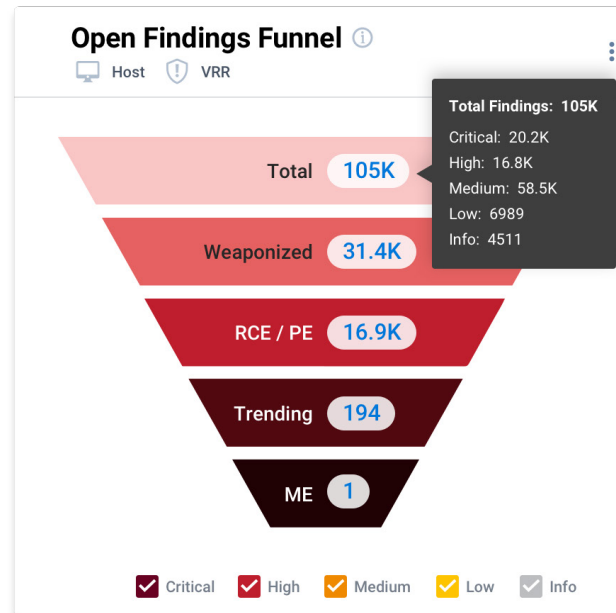 Open Findings Funnel
Host VRR
Total Findings: 105K
Critical: 20.2K
High: 16.8K
Medium: 58.5K
Low: 6989
Info: 4511
Total 105K
Weaponized 31.4K
RCE / PE 16.9K
Trending 194
ME 1
Critical High Medium Low Info